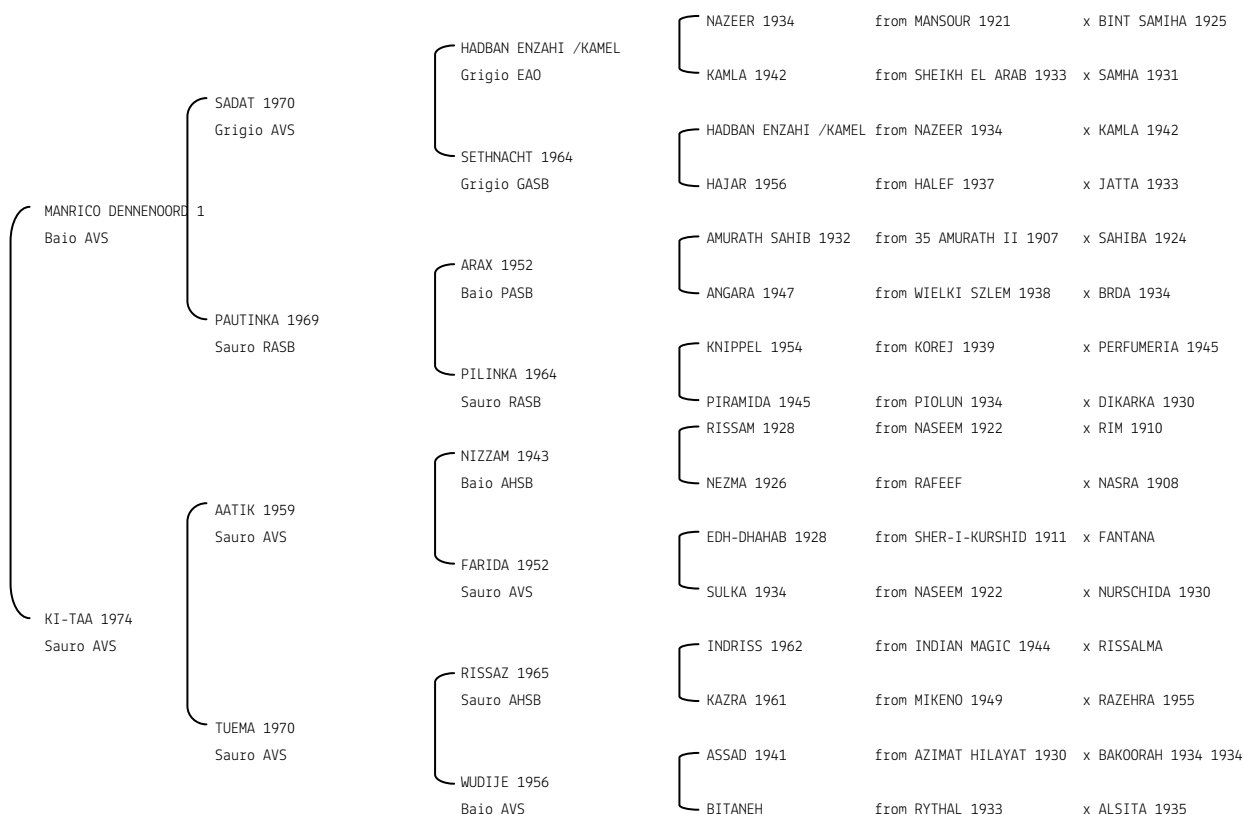 NAZEER 1934 from MANSOUR 1921 x BINT SAMIHA 1925
HADBAN ENZAHI /KAMEL
Grigio EAO
KAMLA 1942 from SHEIKH EL ARAB 1933 x SAMHA 1931
SADAT 1970
Grigio AVS
HADBAN ENZAHI /KAMEL from NAZEER 1934 x KAMLA 1942
SETHNACHT 1964
Grigio GASB
HAJAR 1956 from HALEF 1937 x JATTA 1933
MANRICO DENNENOORD 1
Baio AVS
AMURATH SAHIB 1932 from 35 AMURATH II 1907 x SAHIBA 1924
ARAX 1952
Baio PASB
ANGARA 1947 from WIELKI SZLEM 1938 x BRDA 1934
PAUTINKA 1969
Sauro RASB
KNIPPEL 1954 from KOREJ 1939 x PERFUMERIA 1945
PILINKA 1964
Sauro RASB
PIRAMIDA 1945 from PIOLUN 1934 x DIKARKA 1930
RISSAM 1928 from NASEEM 1922 x RIM 1910
NIZZAM 1943
Baio AHSB
NEZMA 1926 from RAFEEF x NASRA 1908
AATIK 1959
Sauro AVS
EDH-DHAHAB 1928 from SHER-I-KURSHID 1911 x FANTANA
FARIDA 1952
Sauro AVS
SULKA 1934 from NASEEM 1922 x NURSCHIDA 1930
KI-TAA 1974
Sauro AVS
INDRISS 1962 from INDIAN MAGIC 1944 x RISSALMA
RISSAZ 1965
Sauro AHSB
KAZRA 1961 from MIKENO 1949 x RAZEHRA 1955
TUEMA 1970
Sauro AVS
ASSAD 1941 from AZIMAT HILAYAT 1930 x BAKOORAH 1934 1934
WUDIJE 1956
Baio AVS
BITANEH from RYTHAL 1933 x ALSITA 1935